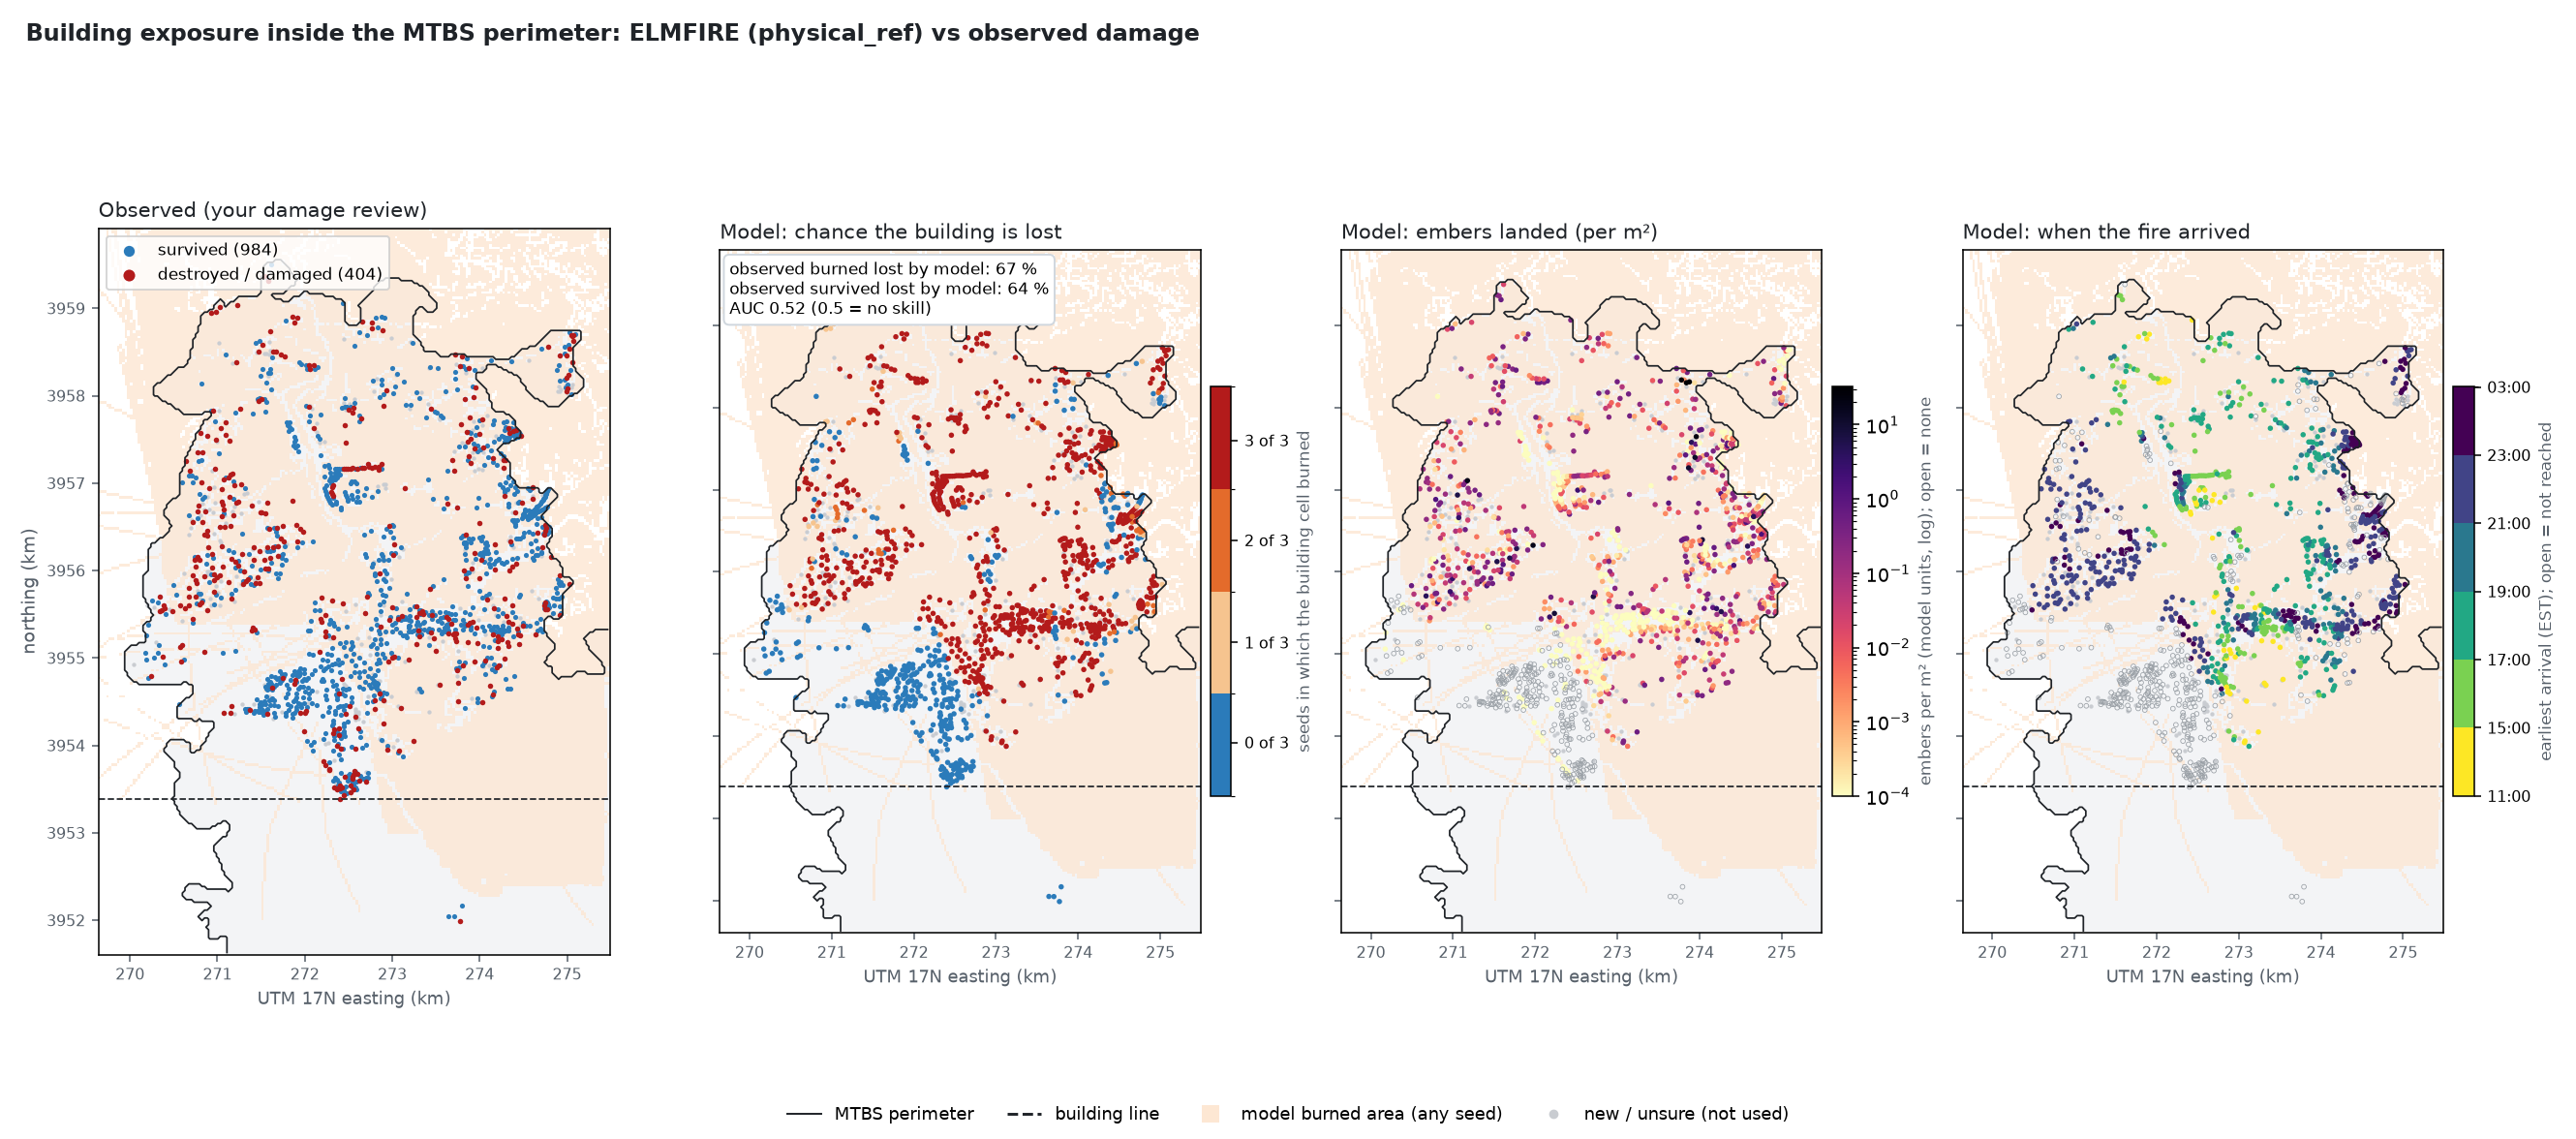 Building exposure inside the MTBS perimeter: ELMFIRE (physical_ref) vs observed damage
Observed (your damage review)
survived (984)
destroyed / damaged (404)
3959
3958
3957
3956
3955
3954
3953
3952
northing (km)
270 271 272 273 274 275
UTM 17N easting (km)
Model: chance the building is lost
observed burned lost by model: 67 %
observed survived lost by model: 64 %
AUC 0.52 (0.5 = no skill)
270 271 272 273 274 275
UTM 17N easting (km)
3 of 3
2 of 3
1 of 3
0 of 3
seeds in which the building cell burned
Model: embers landed (per m²)
270 271 272 273 274 275
UTM 17N easting (km)
10¹
10⁰
10⁻¹
10⁻²
10⁻³
10⁻⁴
embers per m² (model units, log); open = none
Model: when the fire arrived
270 271 272 273 274 275
UTM 17N easting (km)
03:00
23:00
21:00
19:00
17:00
15:00
11:00
earliest arrival (EST); open = not reached
MTBS perimeter
building line
model burned area (any seed)
new / unsure (not used)